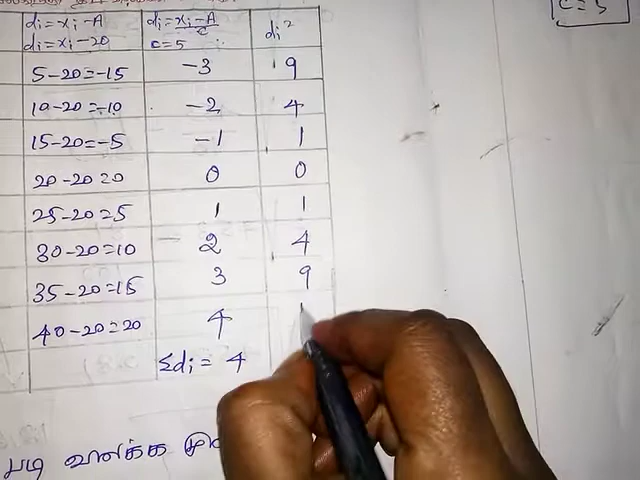 c = 5
di = xi - A di = xi - A / c di²
di = xi - 20 c = 5
5 - 20 = -15 -3 9
10 - 20 = -10 -2 4
15 - 20 = -5 -1 1
20 - 20 = 0 0 0
25 - 20 = 5 1 1
30 - 20 = 10 2 4
35 - 20 = 15 3 9
40 - 20 = 20 4
Σdi = 4
படி வளக்க